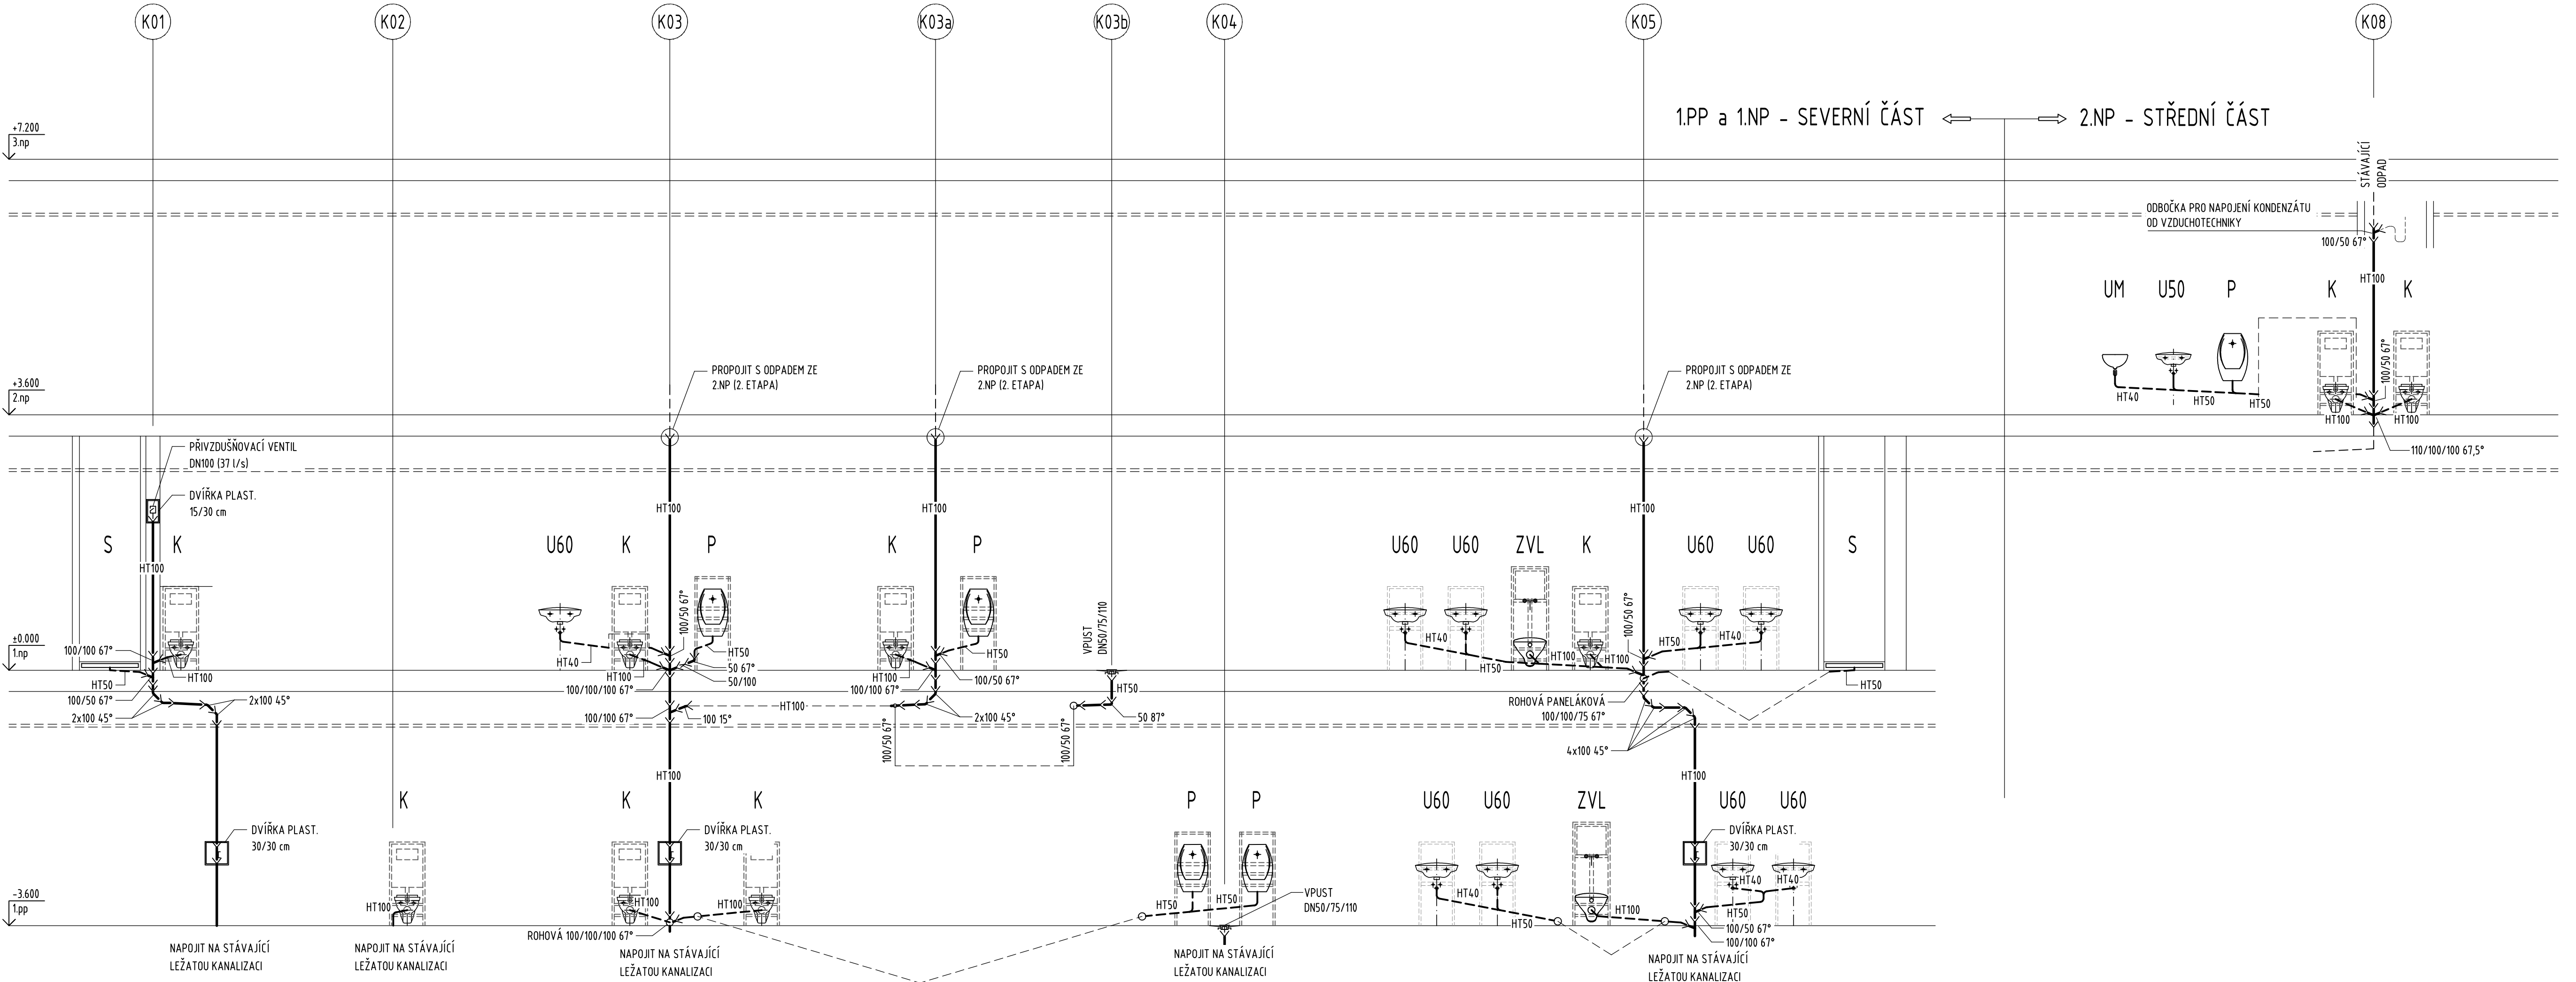 K01
K02
K03
K03a
K03b
K04
K05
K08
1.PP a 1.NP - SEVERNÍ ČÁST
2.NP - STŘEDNÍ ČÁST
+7.200
3.np
STÁVAJÍCÍ
ODPAD
ODBOČKA PRO NAPOJENÍ KONDENZÁTU
OD VZDUCHOTECHNIKY
100/50 67°
HT100
UM
U50
P
K
K
100/50 67°
HT40
HT50
HT50
HT100
HT100
110/100/100 67,5°
+3.600
2.np
PROPOJIT S ODPADEM ZE
2.NP (2. ETAPA)
PROPOJIT S ODPADEM ZE
2.NP (2. ETAPA)
PROPOJIT S ODPADEM ZE
2.NP (2. ETAPA)
PŘIVZDUŠŇOVACÍ VENTIL
DN100 (37 l/s)
DVÍŘKA PLAST.
15/30 cm
HT100
HT100
HT100
S
K
U60
K
P
K
P
U60
U60
ZVL
K
U60
U60
S
HT100
100/50 67°
VPUST
DN50/75/110
100/50 67°
±0.000
1.np
100/100 67°
HT100
HT50
100/50 67°
2x100 45°
2x100 45°
HT40
HT100
HT50
50 67°
50/100
100/100/100 67°
100/100 67°
100 15°
HT100
HT100
HT50
100/50 67°
100/100 67°
2x100 45°
100/50 67°
HT50
50 87°
100/50 67°
HT40
HT50
HT100
HT100
HT50
HT40
HT50
ROHOVÁ PANELÁKOVÁ
100/100/75 67°
4x100 45°
HT100
HT100
K
K
K
P
P
U60
U60
ZVL
U60
U60
DVÍŘKA PLAST.
30/30 cm
DVÍŘKA PLAST.
30/30 cm
DVÍŘKA PLAST.
30/30 cm
-3.600
1.pp
HT100
HT100
HT100
ROHOVÁ 100/100/100 67°
HT50
HT50
VPUST
DN50/75/110
HT40
HT50
HT100
HT40
HT40
HT50
100/50 67°
100/100 67°
NAPOJIT NA STÁVAJÍCÍ
LEŽATOU KANALIZACI
NAPOJIT NA STÁVAJÍCÍ
LEŽATOU KANALIZACI
NAPOJIT NA STÁVAJÍCÍ
LEŽATOU KANALIZACI
NAPOJIT NA STÁVAJÍCÍ
LEŽATOU KANALIZACI
NAPOJIT NA STÁVAJÍCÍ
LEŽATOU KANALIZACI